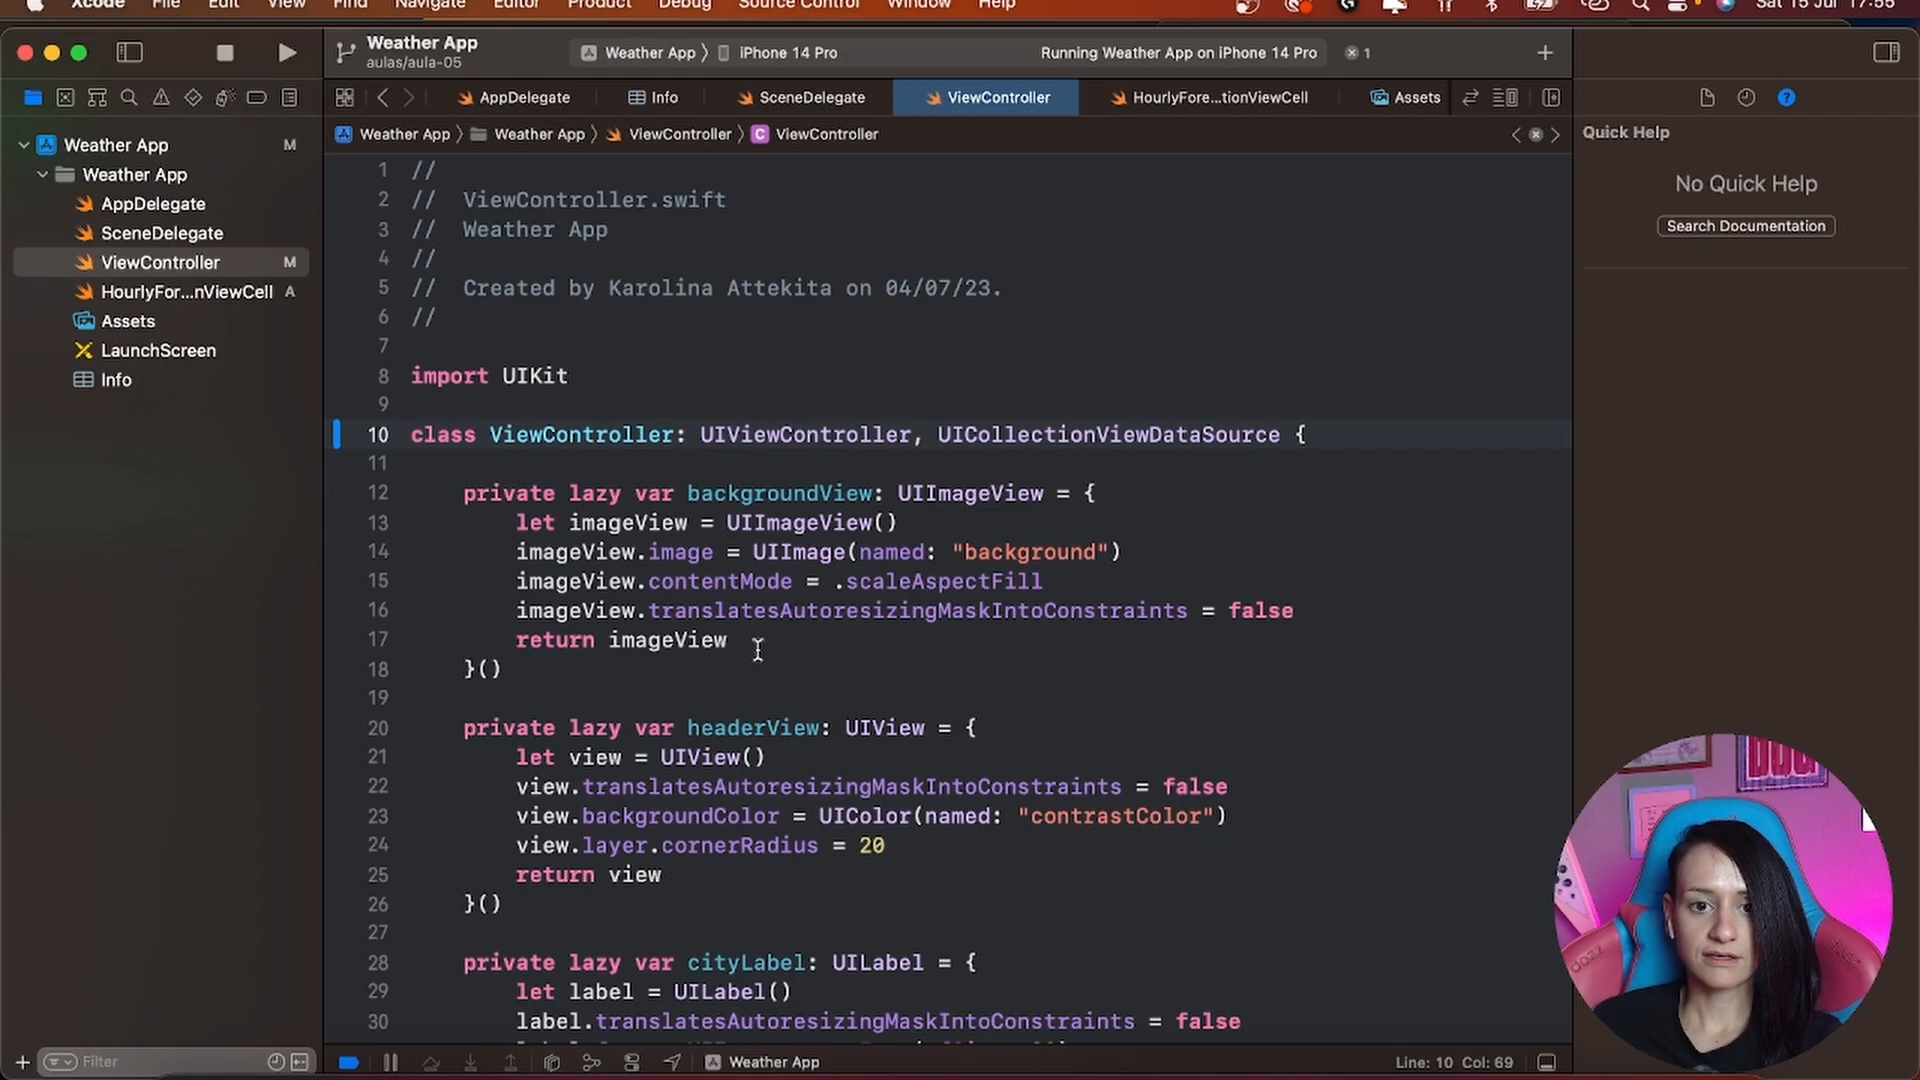 Xcode File Edit View Find Navigate Editor Product Debug Source Control Window Help Sat 15 Jul 17:55
Weather App
aulas/aula-05
Weather App iPhone 14 Pro Running Weather App on iPhone 14 Pro 1
AppDelegate Info SceneDelegate ViewController HourlyFore...tionViewCell Assets
Weather App Weather App ViewController C ViewController
Weather App M
Weather App
AppDelegate
SceneDelegate
ViewController M
HourlyFor...nViewCell A
Assets
LaunchScreen
Info
Filter
1 //
2 // ViewController.swift
3 // Weather App
4 //
5 // Created by Karolina Attekita on 04/07/23.
6 //
7
8 import UIKit
9
10 class ViewController: UIViewController, UICollectionViewDataSource {
11
12 private lazy var backgroundView: UIImageView = {
13 let imageView = UIImageView()
14 imageView.image = UIImage(named: "background")
15 imageView.contentMode = .scaleAspectFill
16 imageView.translatesAutoresizingMaskIntoConstraints = false
17 return imageView
18 }()
19
20 private lazy var headerView: UIView = {
21 let view = UIView()
22 view.translatesAutoresizingMaskIntoConstraints = false
23 view.backgroundColor = UIColor(named: "contrastColor")
24 view.layer.cornerRadius = 20
25 return view
26 }()
27
28 private lazy var cityLabel: UILabel = {
29 let label = UILabel()
30 label.translatesAutoresizingMaskIntoConstraints = false
Weather App Line: 10 Col: 69
Quick Help
No Quick Help
Search Documentation